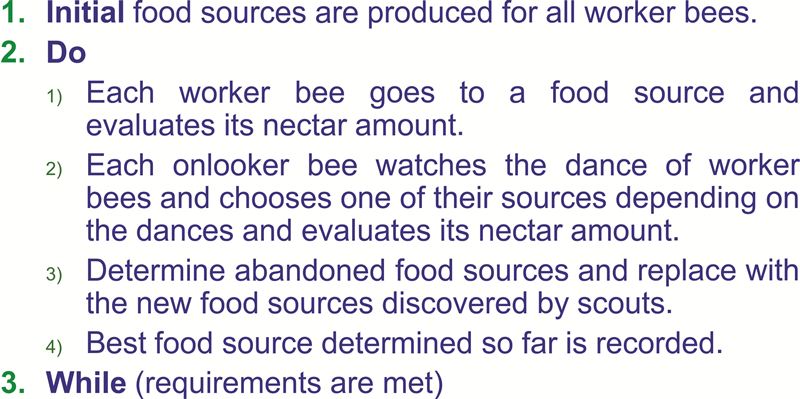 1. Initial food sources are produced for all worker bees.
2. Do
1) Each worker bee goes to a food source and
evaluates its nectar amount.
2) Each onlooker bee watches the dance of worker
bees and chooses one of their sources depending on
the dances and evaluates its nectar amount.
3) Determine abandoned food sources and replace with
the new food sources discovered by scouts.
4) Best food source determined so far is recorded.
3. While (requirements are met)